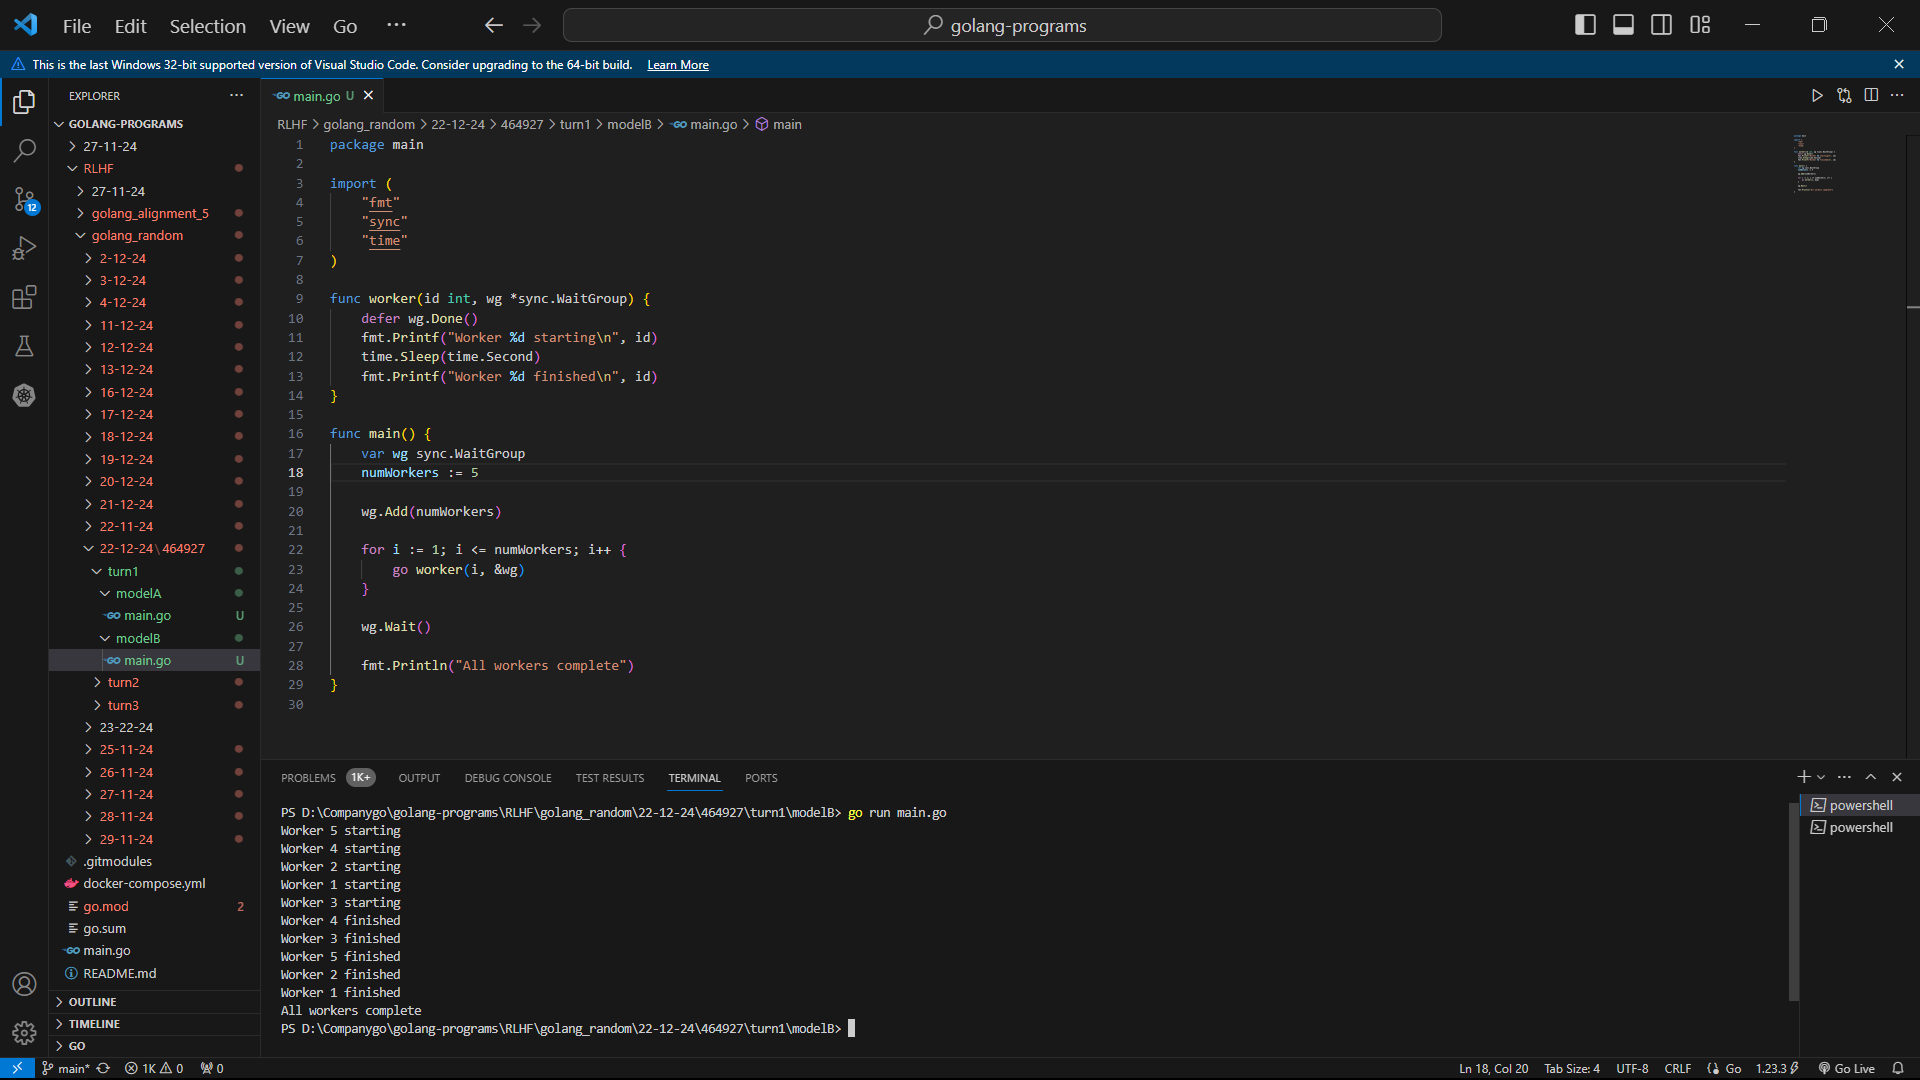 File Edit Selection View Go ···
golang-programs
This is the last Windows 32-bit supported version of Visual Studio Code. Consider upgrading to the 64-bit build. Learn More
EXPLORER
GOLANG-PROGRAMS
27-11-24
RLHF
27-11-24
golang_alignment_5
golang_random
2-12-24
3-12-24
4-12-24
11-12-24
12-12-24
13-12-24
16-12-24
17-12-24
18-12-24
19-12-24
20-12-24
21-12-24
22-11-24
22-12-24\464927
turn1
modelA
main.go U
modelB
main.go U
turn2
turn3
23-22-24
25-11-24
26-11-24
27-11-24
28-11-24
29-11-24
.gitmodules
docker-compose.yml
go.mod 2
go.sum
main.go
README.md
OUTLINE
TIMELINE
GO
12
main.go U
RLHF > golang_random > 22-12-24 > 464927 > turn1 > modelB > main.go > main
1 package main
2
3 import (
4 "fmt"
5 "sync"
6 "time"
7 )
8
9 func worker(id int, wg *sync.WaitGroup) {
10 defer wg.Done()
11 fmt.Printf("Worker %d starting\n", id)
12 time.Sleep(time.Second)
13 fmt.Printf("Worker %d finished\n", id)
14 }
15
16 func main() {
17 var wg sync.WaitGroup
18 numWorkers := 5
19
20 wg.Add(numWorkers)
21
22 for i := 1; i <= numWorkers; i++ {
23 go worker(i, &wg)
24 }
25
26 wg.Wait()
27
28 fmt.Println("All workers complete")
29 }
30
PROBLEMS 1K+ OUTPUT DEBUG CONSOLE TEST RESULTS TERMINAL PORTS
PS D:\Companygo\golang-programs\RLHF\golang_random\22-12-24\464927\turn1\modelB> go run main.go
Worker 5 starting
Worker 4 starting
Worker 2 starting
Worker 1 starting
Worker 3 starting
Worker 4 finished
Worker 3 finished
Worker 5 finished
Worker 2 finished
Worker 1 finished
All workers complete
PS D:\Companygo\golang-programs\RLHF\golang_random\22-12-24\464927\turn1\modelB>
powershell
powershell
main* 1K 0 0 Ln 18, Col 20 Tab Size: 4 UTF-8 CRLF Go 1.23.3 Go Live